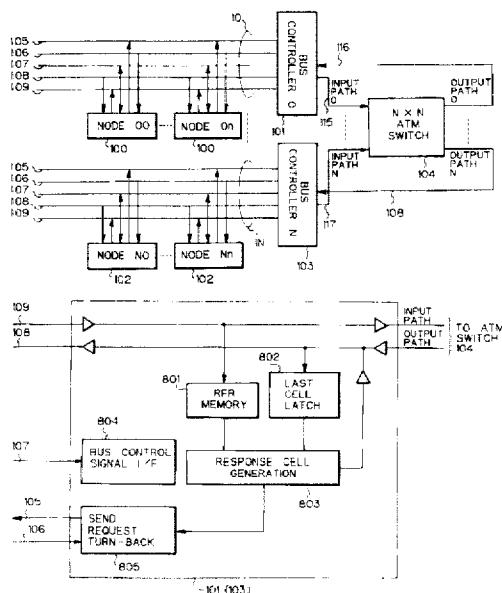 10
105
106
107
108
109
BUS CONTROLLER 0
116
INPUT PATH 0
OUTPUT PATH 0
115
101
NODE 00
NODE 0n
100
100
N X N
ATM
SWITCH
104
105
106
107
108
109
BUS CONTROLLER N
INPUT PATH N
OUTPUT PATH N
117
108
1N
103
NODE N0
NODE Nn
102
102
109
108
INPUT
PATH
OUTPUT
PATH
TO ATM
SWITCH
104
801
802
RFR
MEMORY
LAST
CELL
LATCH
804
107
BUS CONTROL
SIGNAL I/F
RESPONSE CELL
GENERATION
803
105
106
SEND
REQUEST
TURN-BACK
805
101 (103)